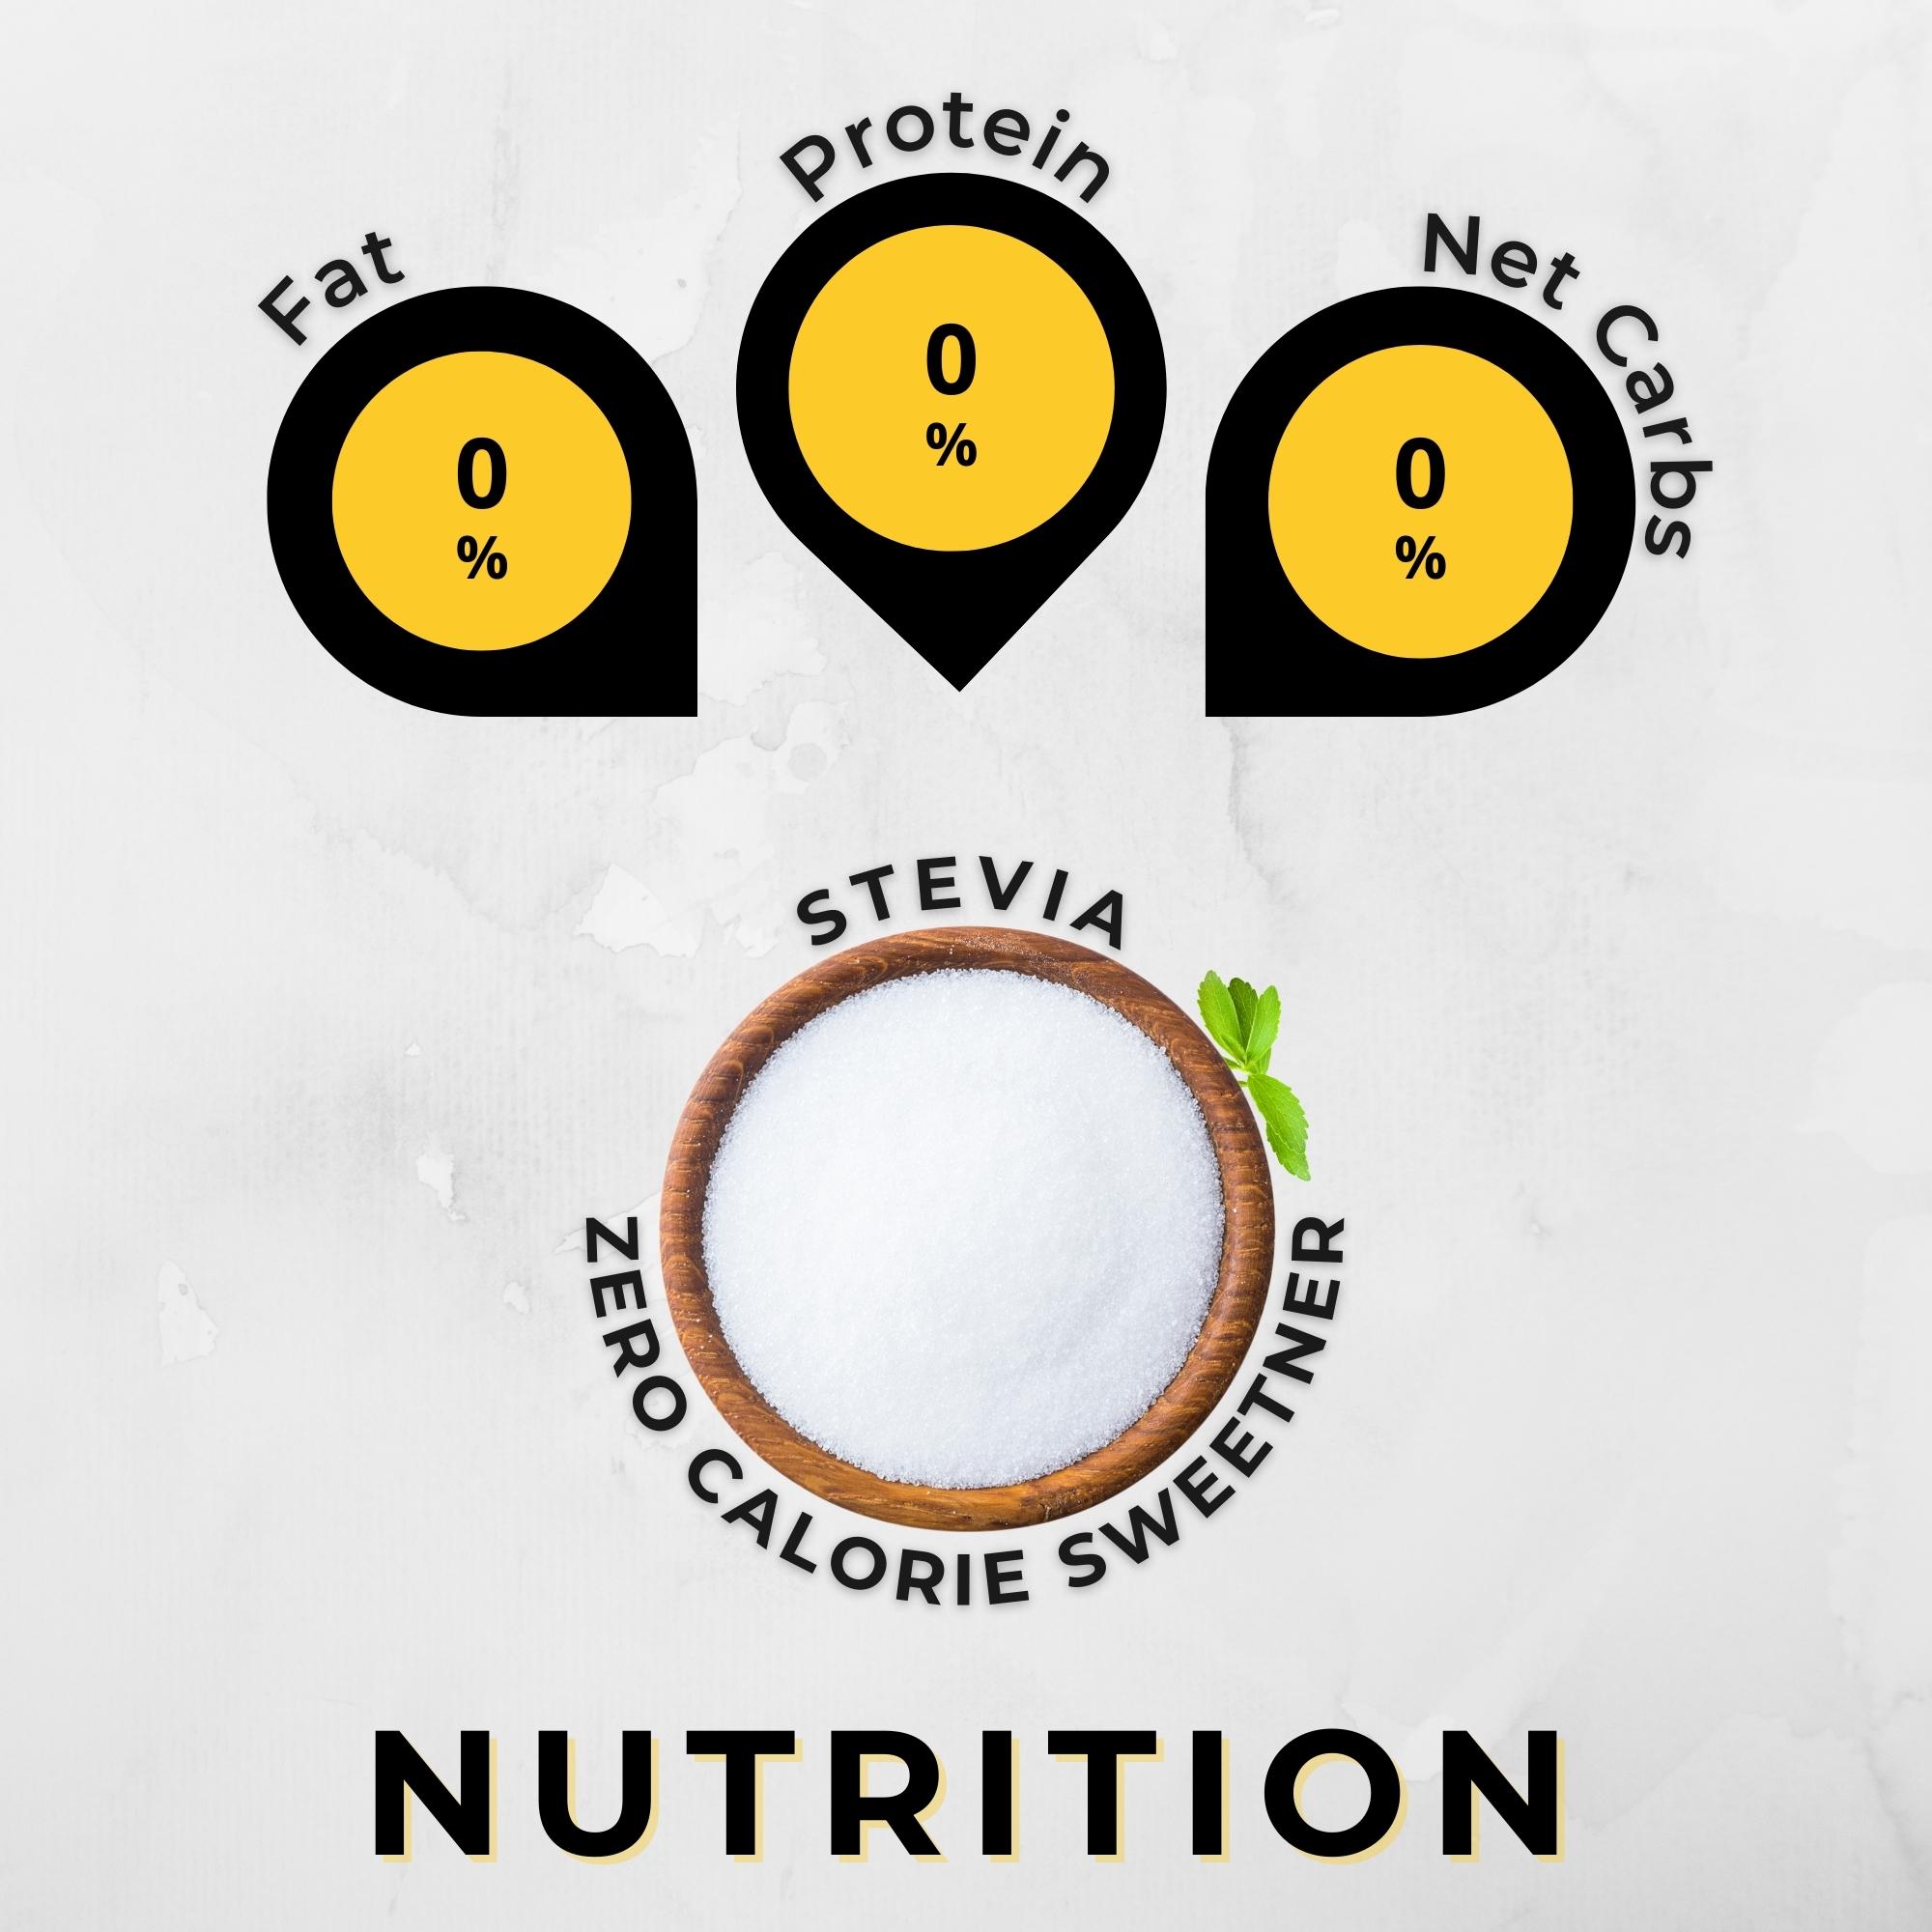 Fat
0
%
Protein
0
%
Net Carbs
0
%
STEVIA
ZERO CALORIE SWEETNER
NUTRITION